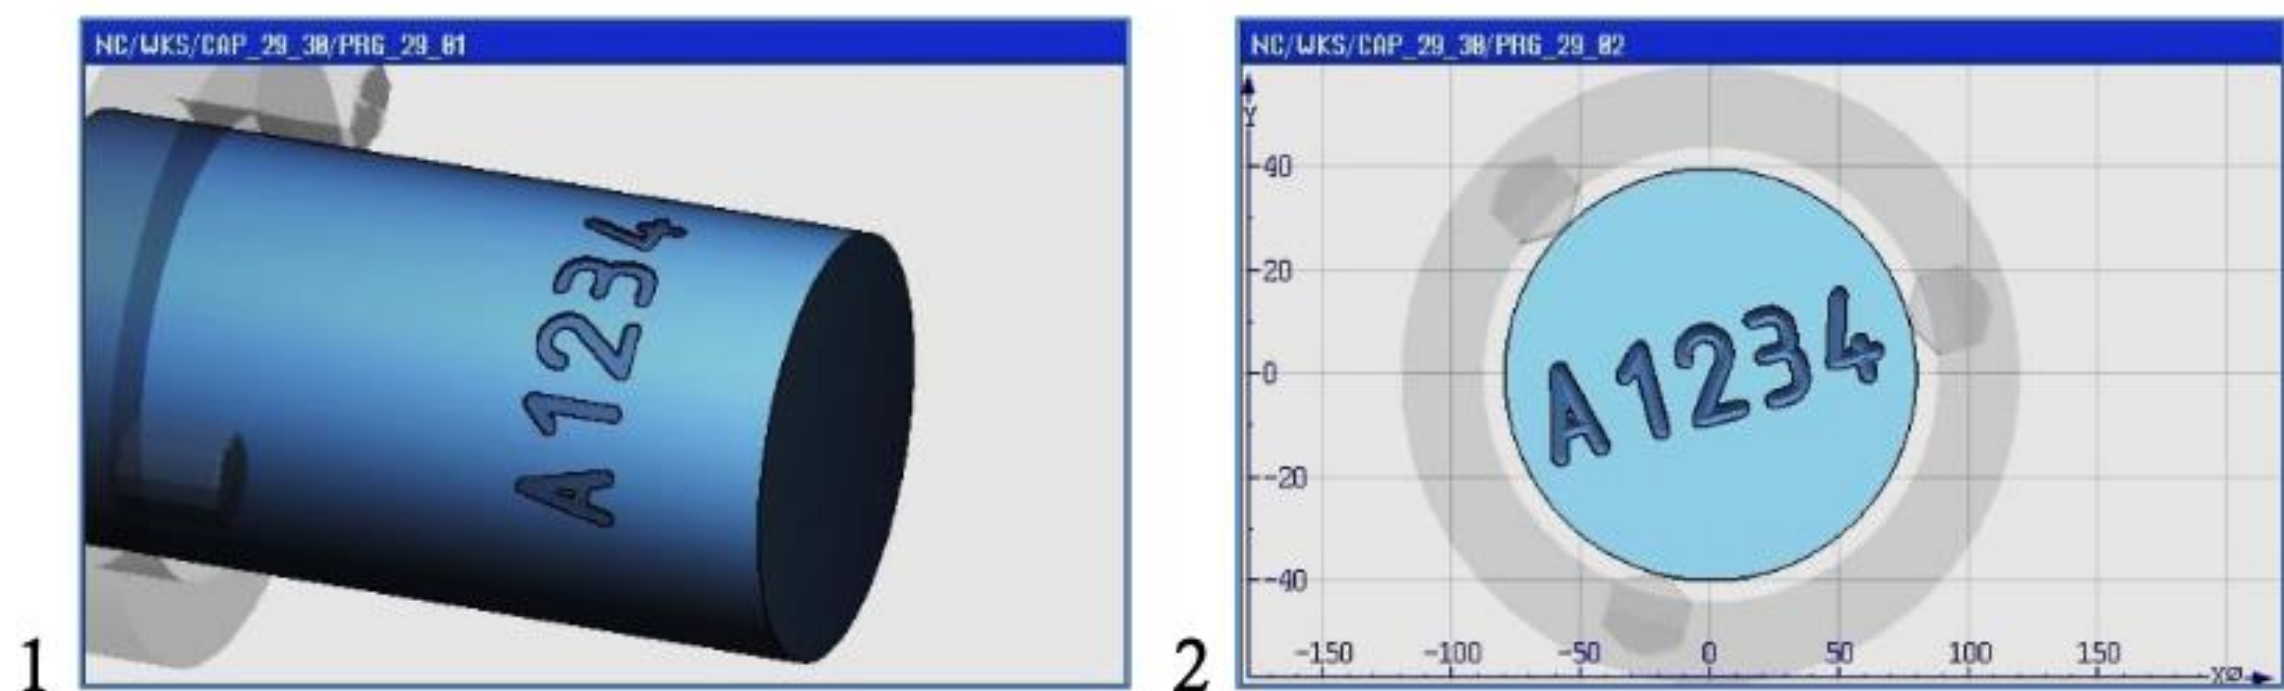 NC/WKS/CAP_29_30/PRG_29_01
A1234
1
NC/WKS/CAP_29_30/PRG_29_02
Y
40
20
0
-20
-40
A1234
-150 -100 -50 0 50 100 150
XØ
2